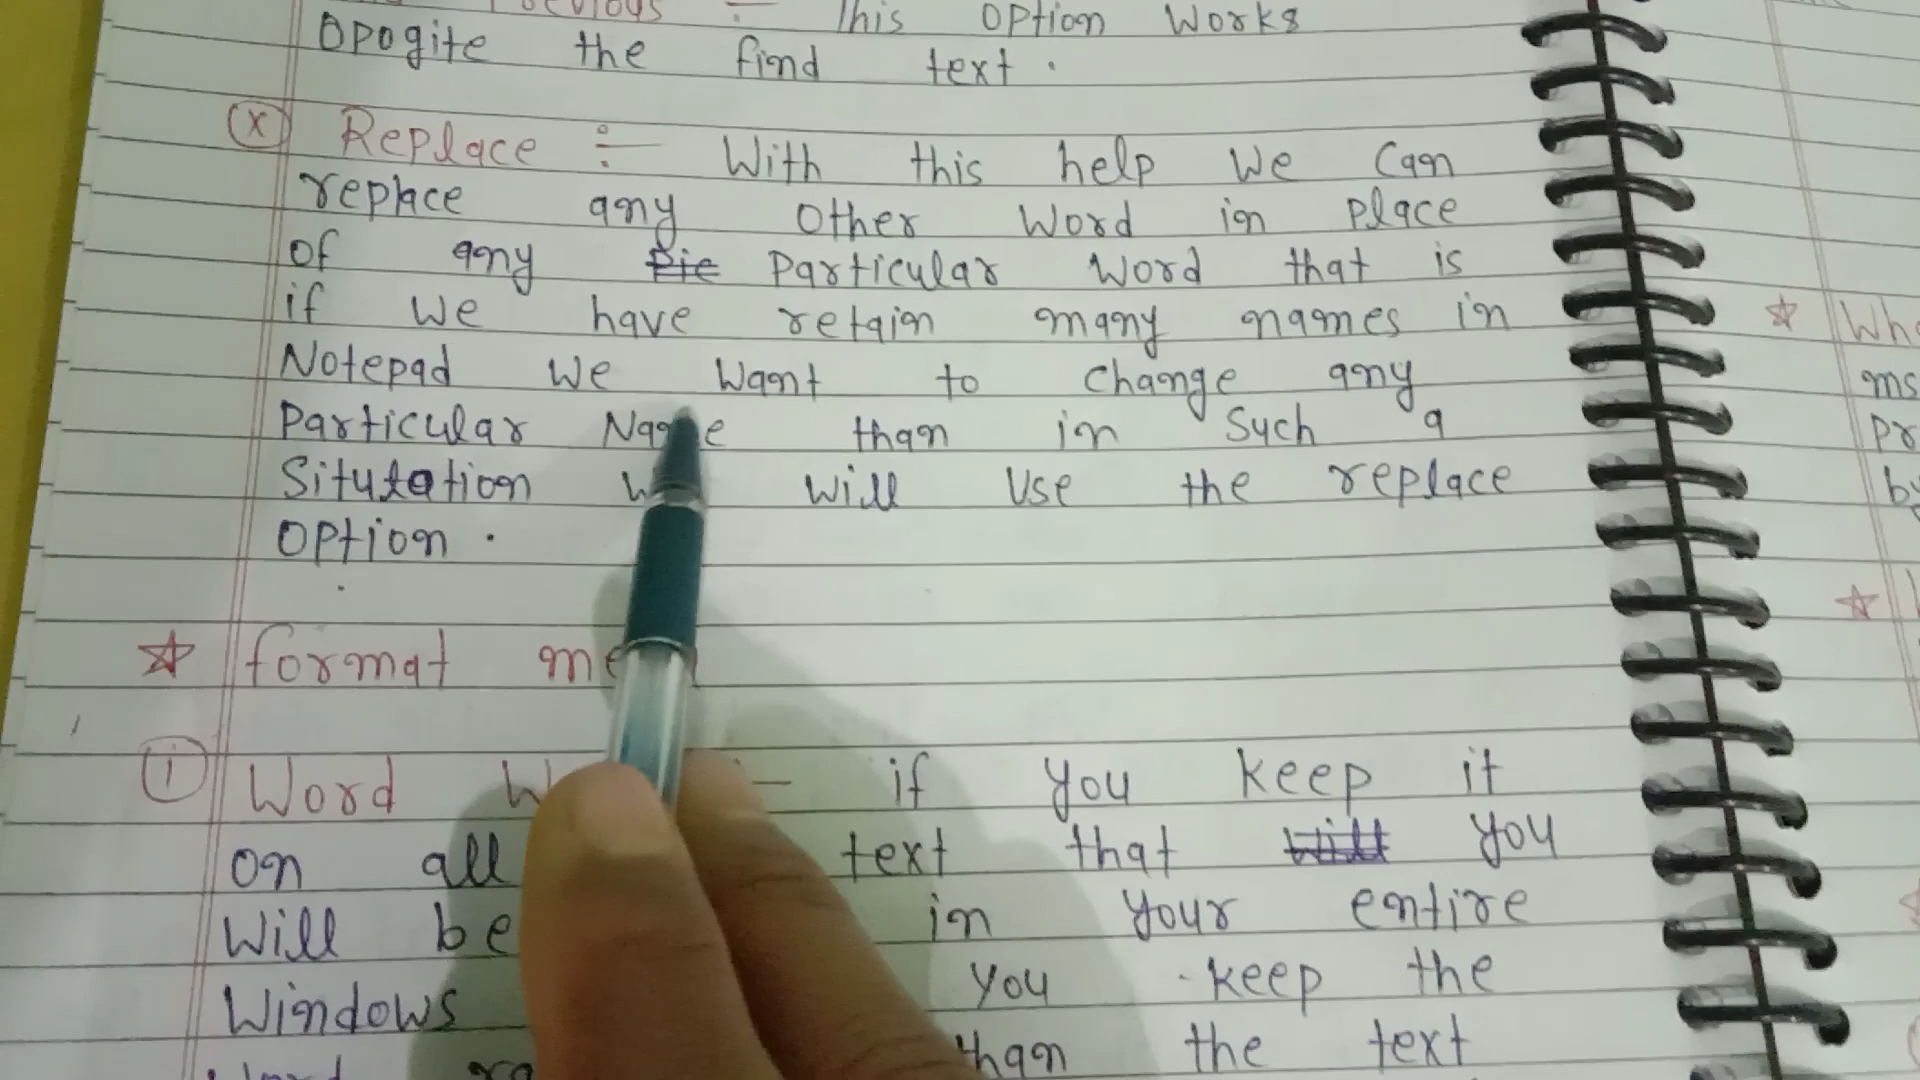 This Option Works
Opogite the find text .
(x) Replace ÷ With this help we Can
replace any Other Word in place
of any Particular Word that is
if we have retain many names in
Notepad we Want to Change any
Particular Name than in Such a
Situtation Will Use the replace
Option .
☆ format
(i) Word :- if you keep it
on all text that you
Will be in your entire
Windows you keep the
than the text
☆
☆